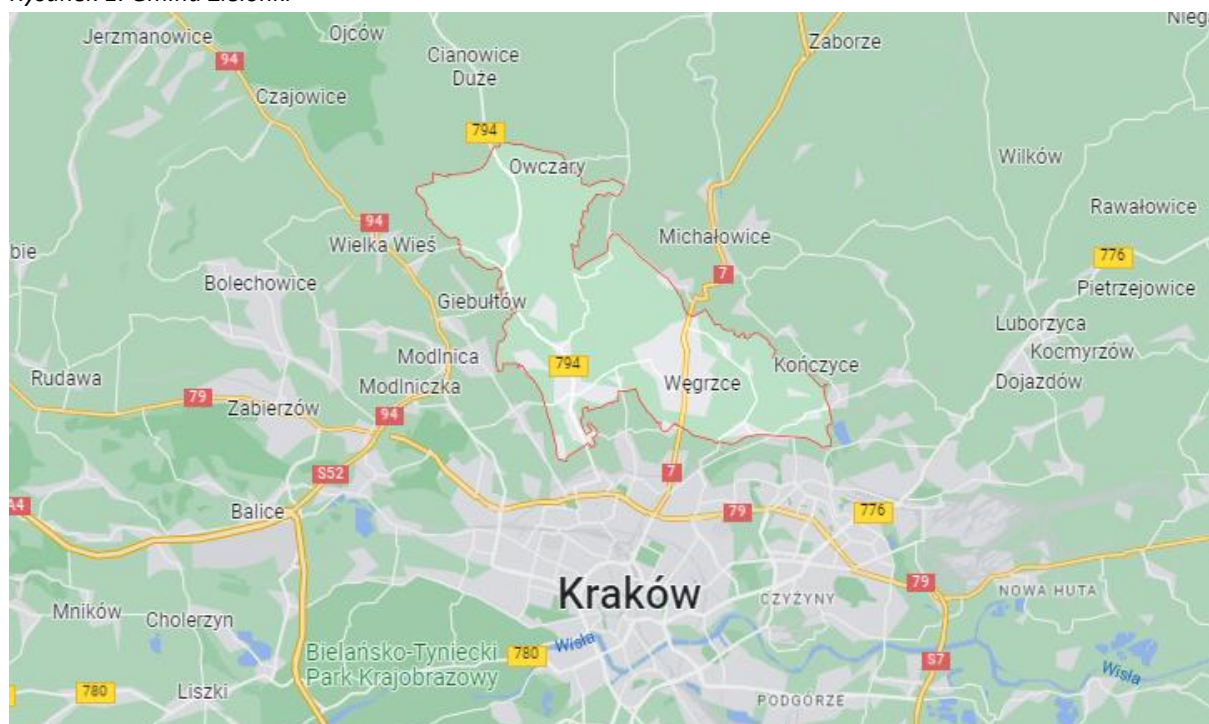 Nieg
Jerzmanowice
Ojców
Cianowice
Duże
Zaborze
94
Czajowice
794
Owczary
Wilków
Rawałowice
94
Wielka Wieś
Michałowice
bie
776
7
Bolechowice
Giebułtów
Pietrzejowice
Luborzyca
Modlnica
794
Kończyce
Kocmyrzów
Rudawa
Modlniczka
Węgrzce
Dojazdów
79
Zabierzów
94
S52
7
A4
Balice
79
776
Kraków
79
CZYŻYNY
NOWA HUTA
Mników
Cholerzyn
Bielańsko-Tyniecki
Park Krajobrazowy
780
Wisła
S7
Wisła
780
Liszki
PODGÓRZE